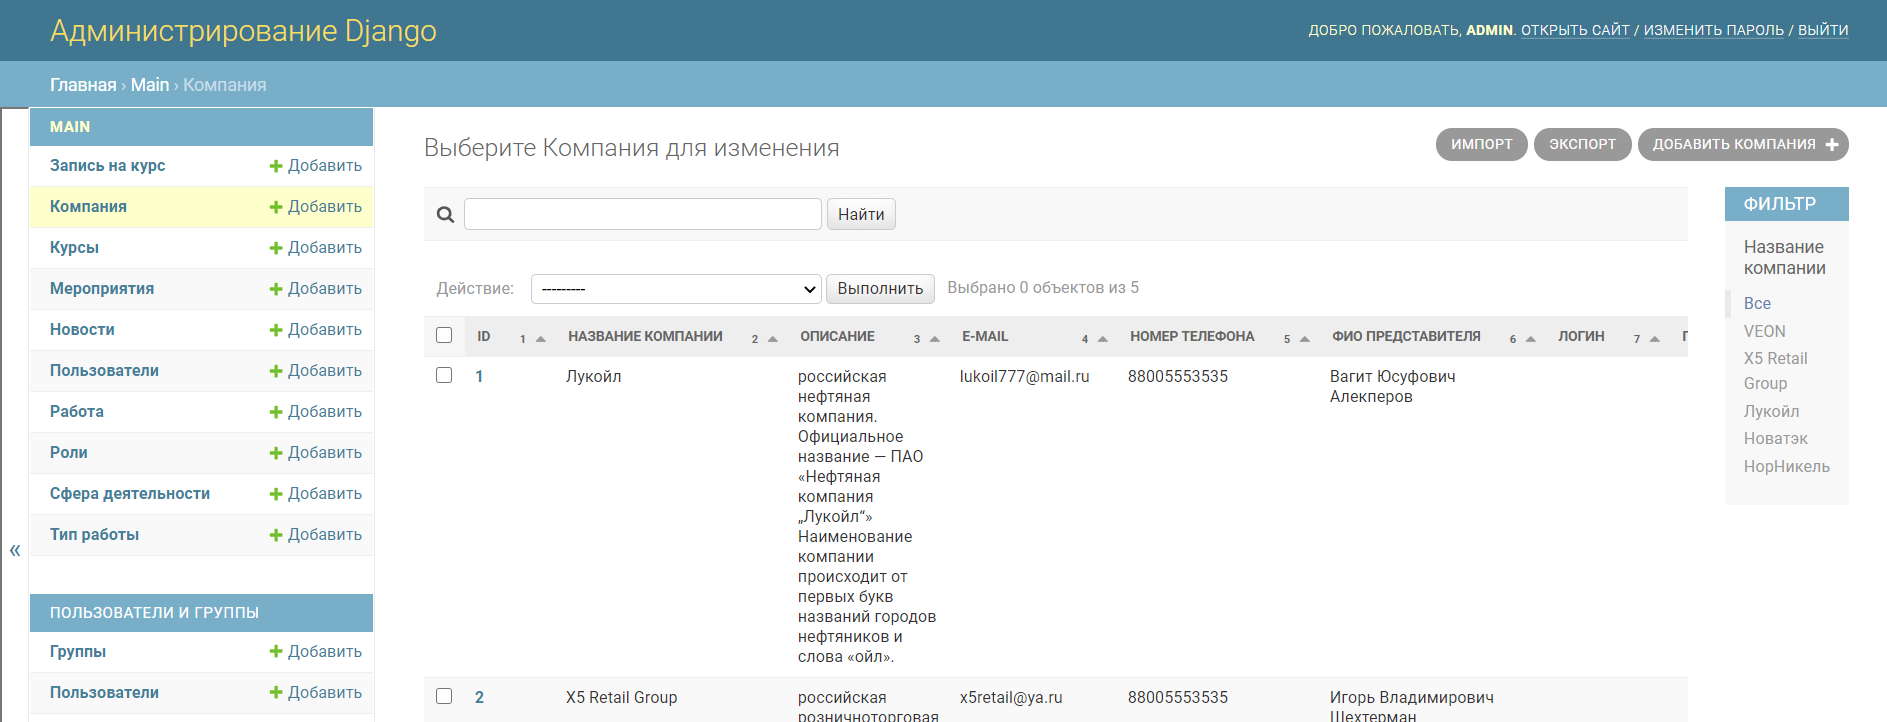 Администрирование Django
ДОБРО ПОЖАЛОВАТЬ, ADMIN. ОТКРЫТЬ САЙТ / ИЗМЕНИТЬ ПАРОЛЬ / ВЫЙТИ
Главная › Main › Компания
«
MAIN
Запись на курс Добавить
Компания Добавить
Курсы Добавить
Мероприятия Добавить
Новости Добавить
Пользователи Добавить
Работа Добавить
Роли Добавить
Сфера деятельности Добавить
Тип работы Добавить
ПОЛЬЗОВАТЕЛИ И ГРУППЫ
Группы Добавить
Пользователи Добавить
Выберите Компания для изменения
ИМПОРТ ЭКСПОРТ ДОБАВИТЬ КОМПАНИЯ
Найти
Действие: --------- Выполнить Выбрано 0 объектов из 5
ID 1 НАЗВАНИЕ КОМПАНИИ 2 ОПИСАНИЕ 3 E-MAIL 4 НОМЕР ТЕЛЕФОНА 5 ФИО ПРЕДСТАВИТЕЛЯ 6 ЛОГИН 7
1 Лукойл российская lukoil777@mail.ru 88005553535 Вагит Юсуфович
нефтяная Алекперов
компания.
Официальное
название — ПАО
«Нефтяная
компания
„Лукойл“»
Наименование
компании
происходит от
первых букв
названий городов
нефтяников и
слова «ойл».
2 X5 Retail Group российская x5retail@ya.ru 88005553535 Игорь Владимирович
розничноторговая Шехтерман
ФИЛЬТР
Название
компании
Все
VEON
X5 Retail
Group
Лукойл
Новатэк
НорНикель